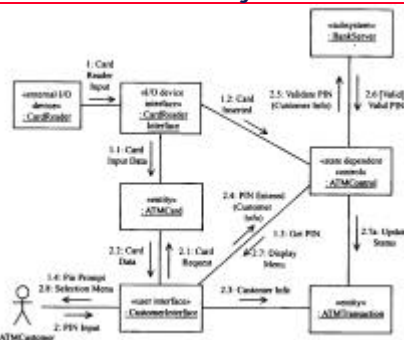 «subsystem»
: BankServer
1: Card
Reader
Input
«external I/O
device»
: CardReader
«I/O device
interface»
: CardReader
Interface
1.2: Card
Inserted
2.5: Validate PIN
(Customer Info)
2.6 [Valid]
Valid PIN
1.1: Card
Input Data
«state dependent
control»
: ATMControl
2.4: PIN Entered
(Customer
Info)
«entity»
: ATMCard
1.3: Get PIN
2.7: Display
Menu
2.7a: Update
Status
2.2: Card
Data
2.1: Card
Request
1.4: Pin Prompt
2.8: Selection Menu
2: PIN Input
ATMCustomer
«user interface»
: CustomerInterface
2.3: Customer Info
«entity»
: ATMTransaction